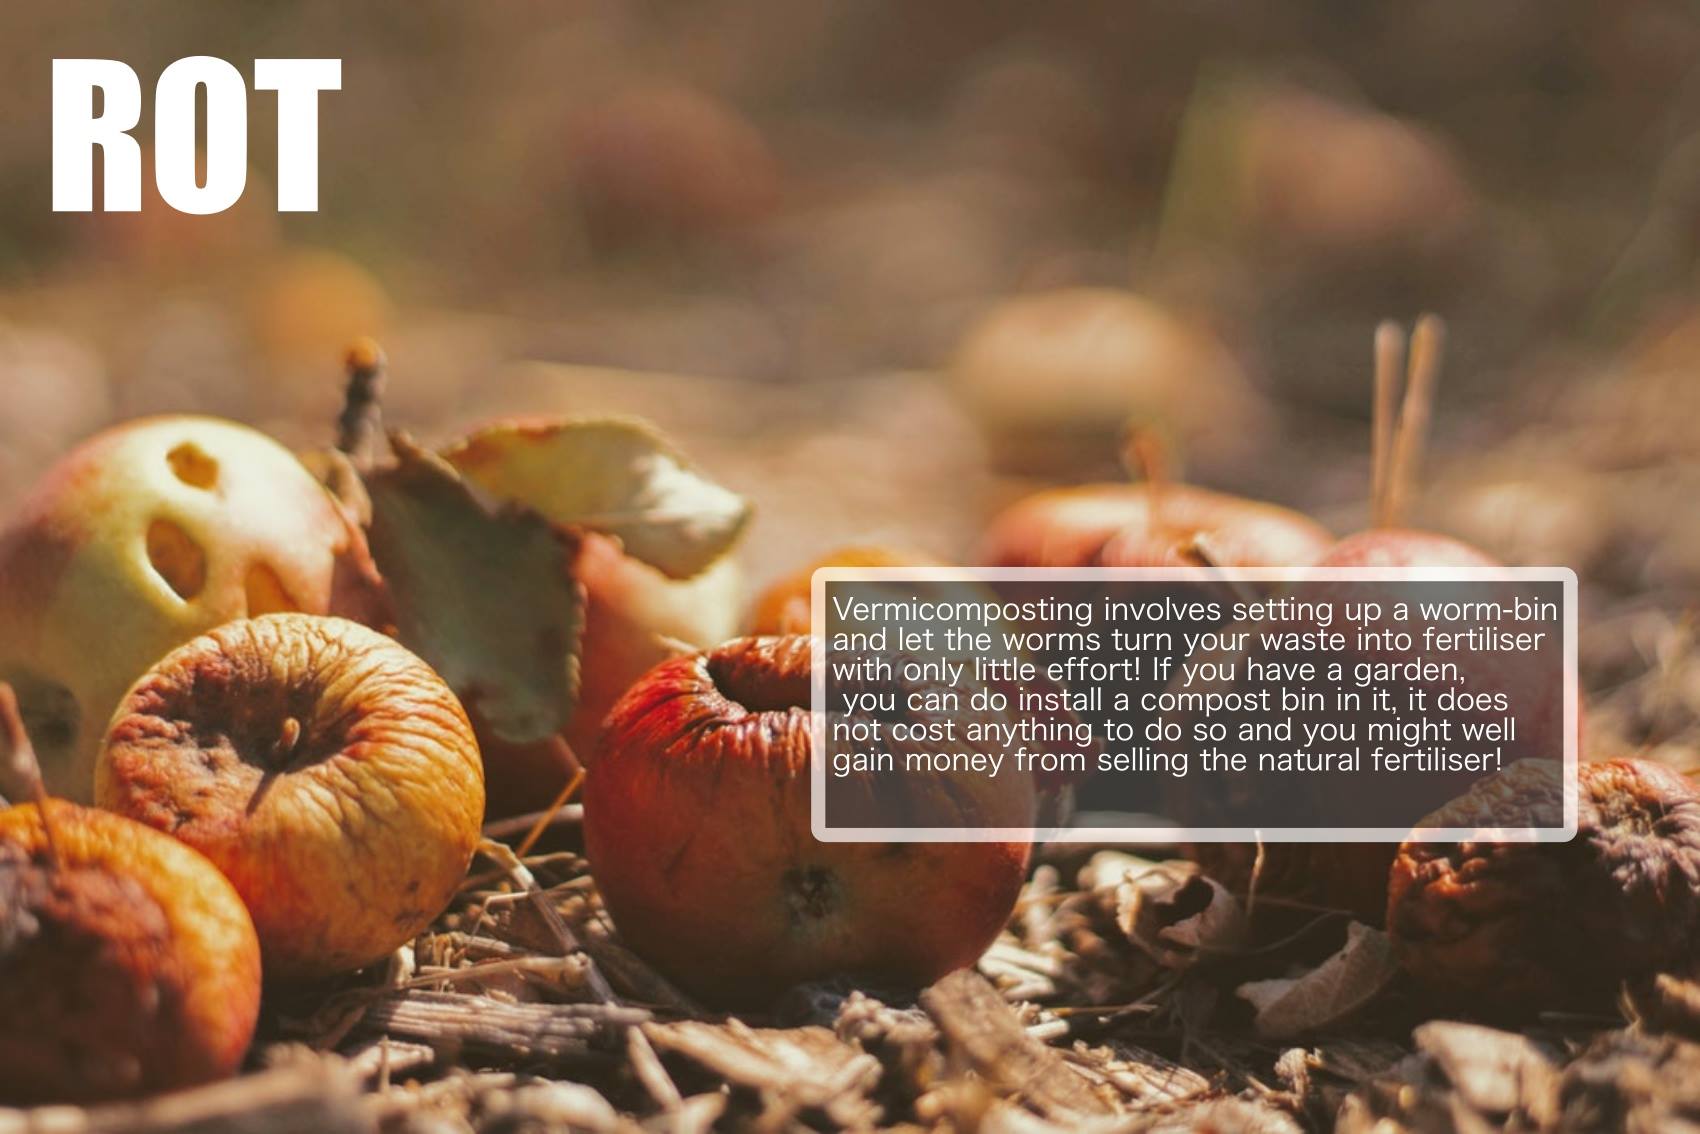 ROT
Vermicomposting involves setting up a worm-bin
and let the worms turn your waste into fertiliser
with only little effort! If you have a garden,
you can do install a compost bin in it, it does
not cost anything to do so and you might well
gain money from selling the natural fertiliser!